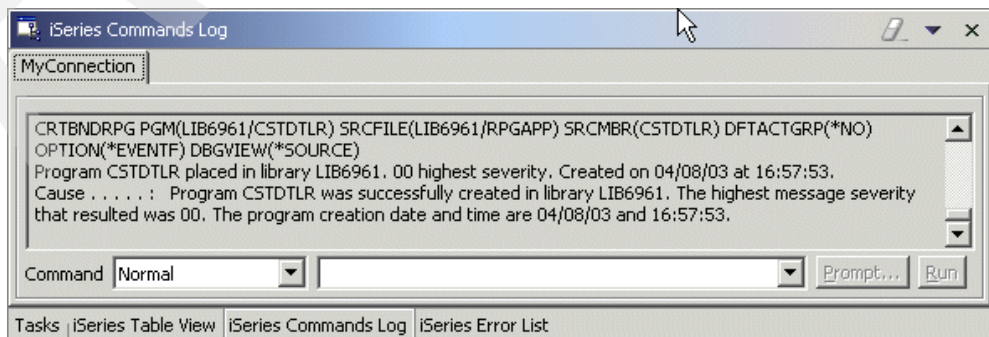 iSeries Commands Log
MyConnection
CRTBNDRPG PGM(LIB6961/CSTDTLR) SRCFILE(LIB6961/RPGAPP) SRCMBR(CSTDTLR) DFTACTGRP(*NO)
OPTION(*EVENTF) DBGVIEW(*SOURCE)
Program CSTDTLR placed in library LIB6961. 00 highest severity. Created on 04/08/03 at 16:57:53.
Cause . . . . . :   Program CSTDTLR was successfully created in library LIB6961. The highest message severity
that resulted was 00. The program creation date and time are 04/08/03 and 16:57:53.
Command Normal Prompt... Run
Tasks iSeries Table View iSeries Commands Log iSeries Error List